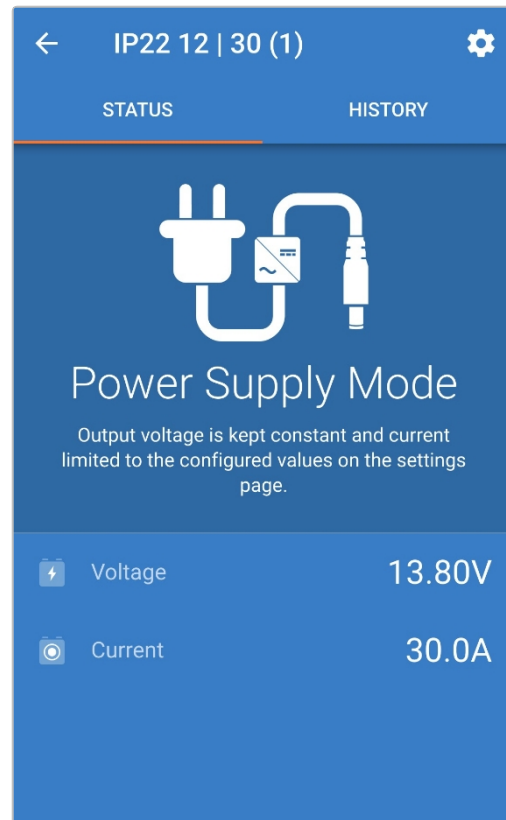 IP22 12 | 30 (1)
STATUS
HISTORY
Power Supply Mode
Output voltage is kept constant and current
limited to the configured values on the settings
page.
Voltage
13.80V
Current
30.0A